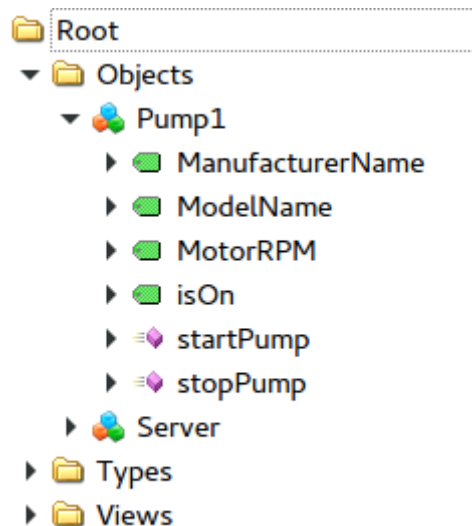 Root
Objects
Pump1
ManufacturerName
ModelName
MotorRPM
isOn
startPump
stopPump
Server
Types
Views